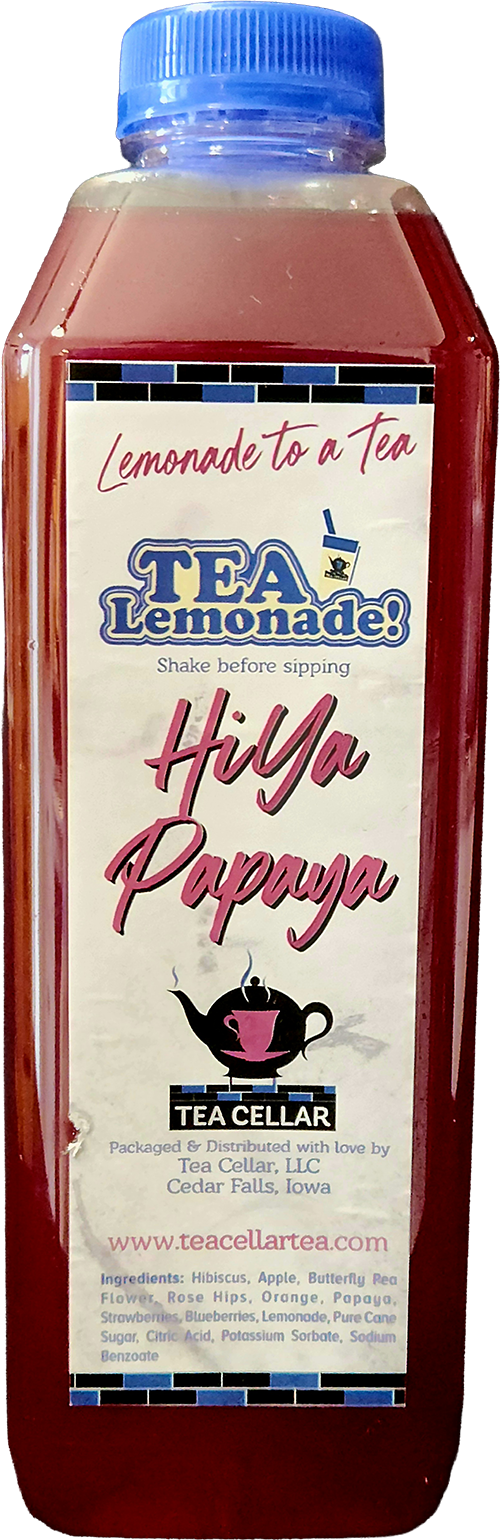 Lemonade to a Tea
TEA
Lemonade!
Shake before sipping
HiYa
Papaya
TEA CELLAR
Packaged & Distributed with love by
Tea Cellar, LLC
Cedar Falls, Iowa
www.teacellartea.com
Ingredients: Hibiscus, Apple, Butterfly Pea
Flower, Rose Hips, Orange, Papaya,
Strawberries, Blueberries, Lemonade, Pure Cane
Sugar, Citric Acid, Potassium Sorbate, Sodium
Benzoate